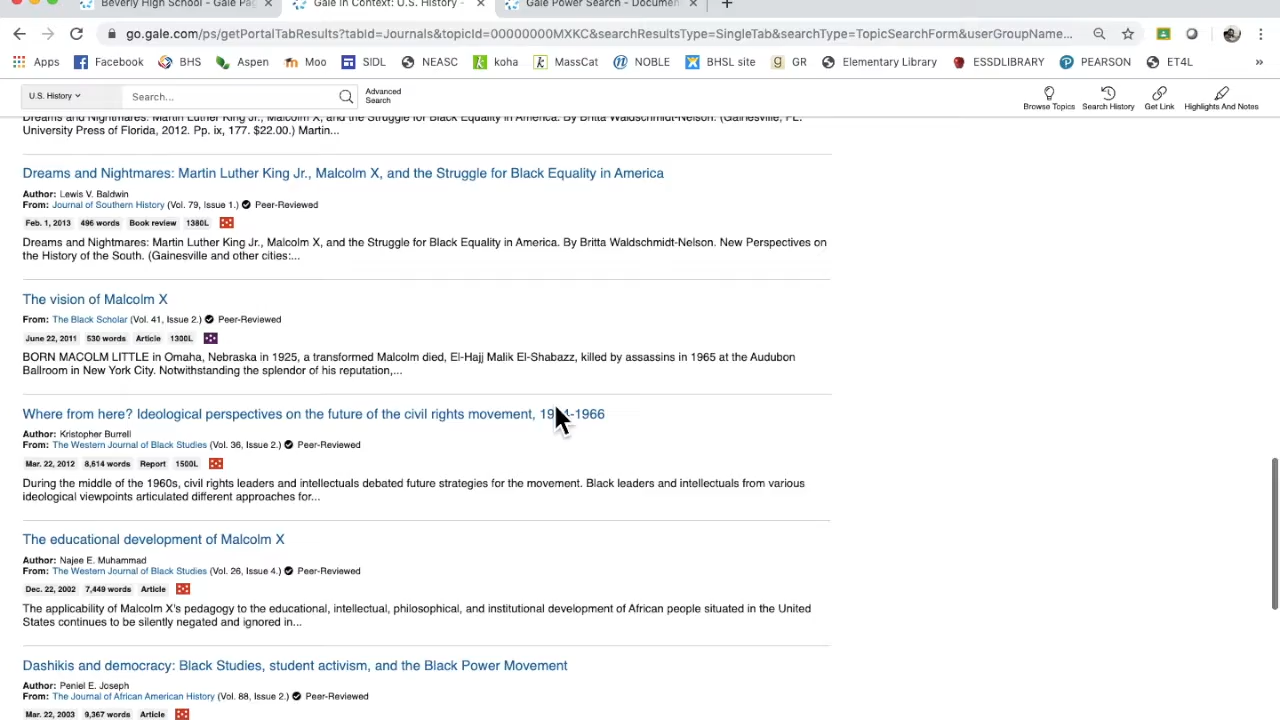 Beverly High School - Gale Pag
Gale In Context: U.S. History -
Gale Power Search - Document
go.gale.com/ps/getPortalTabResults?tabId=Journals&topicId=00000000MXKC&searchResultsType=SingleTab&searchType=TopicSearchForm&userGroupName...
Apps Facebook BHS Aspen Moo SIDL NEASC koha MassCat NOBLE BHSL site GR Elementary Library ESSDLIBRARY PEARSON ET4L »
U.S. History Search... Advanced Search
Browse Topics Search History Get Link Highlights And Notes
Dreams and Nightmares: Martin Luther King Jr., Malcolm X, and the Struggle for Black Equality in America. By Britta Waldschmidt-Nelson. (Gainesville, FL:
University Press of Florida, 2012. Pp. ix, 177. $22.00.) Martin...
Dreams and Nightmares: Martin Luther King Jr., Malcolm X, and the Struggle for Black Equality in America
Author: Lewis V. Baldwin
From: Journal of Southern History (Vol. 79, Issue 1.) Peer-Reviewed
Feb. 1, 2013 496 words Book review 1380L
Dreams and Nightmares: Martin Luther King Jr., Malcolm X, and the Struggle for Black Equality in America. By Britta Waldschmidt-Nelson. New Perspectives on
the History of the South. (Gainesville and other cities:...
The vision of Malcolm X
From: The Black Scholar (Vol. 41, Issue 2.) Peer-Reviewed
June 22, 2011 530 words Article 1300L
BORN MACOLM LITTLE in Omaha, Nebraska in 1925, a transformed Malcolm died, El-Hajj Malik El-Shabazz, killed by assassins in 1965 at the Audubon
Ballroom in New York City. Notwithstanding the splendor of his reputation,...
Where from here? Ideological perspectives on the future of the civil rights movement, -1966
Author: Kristopher Burrell
From: The Western Journal of Black Studies (Vol. 36, Issue 2.) Peer-Reviewed
Mar. 22, 2012 8,614 words Report 1500L
During the middle of the 1960s, civil rights leaders and intellectuals debated future strategies for the movement. Black leaders and intellectuals from various
ideological viewpoints articulated different approaches for...
The educational development of Malcolm X
Author: Najee E. Muhammad
From: The Western Journal of Black Studies (Vol. 26, Issue 4.) Peer-Reviewed
Dec. 22, 2002 7,449 words Article
The applicability of Malcolm X's pedagogy to the educational, intellectual, philosophical, and institutional development of African people situated in the United
States continues to be silently negated and ignored in...
Dashikis and democracy: Black Studies, student activism, and the Black Power Movement
Author: Peniel E. Joseph
From: The Journal of African American History (Vol. 88, Issue 2.) Peer-Reviewed
Mar. 22, 2003 9,367 words Article